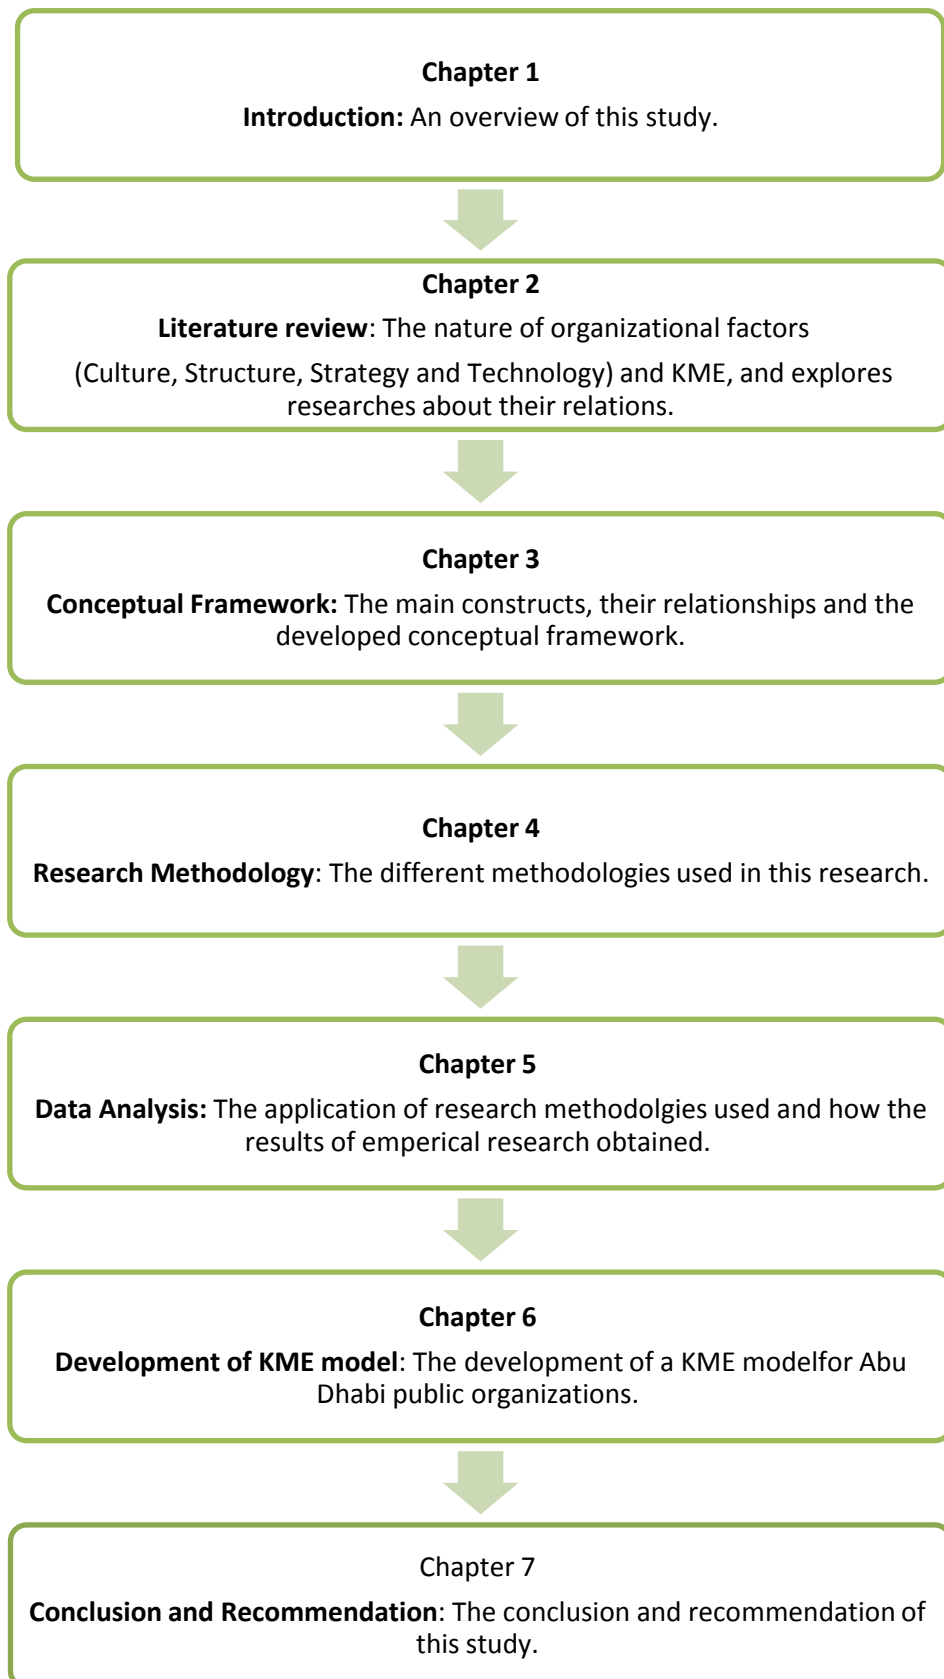 Chapter 1
Introduction: An overview of this study.
Chapter 2
Literature review: The nature of organizational factors
(Culture, Structure, Strategy and Technology) and KME, and explores
researches about their relations.
Chapter 3
Conceptual Framework: The main constructs, their relationships and the
developed conceptual framework.
Chapter 4
Research Methodology: The different methodologies used in this research.
Chapter 5
Data Analysis: The application of research methodolgies used and how the
results of emperical research obtained.
Chapter 6
Development of KME model: The development of a KME modelfor Abu
Dhabi public organizations.
Chapter 7
Conclusion and Recommendation: The conclusion and recommendation of
this study.